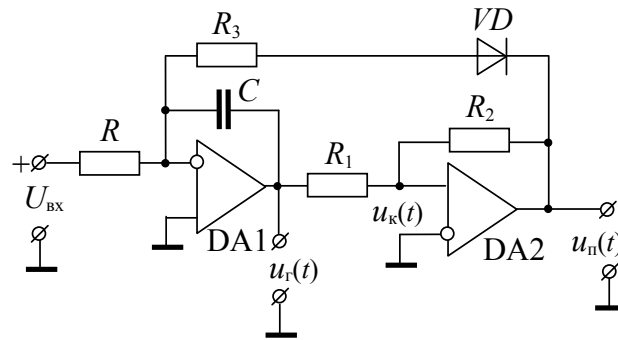 R₃
VD
C
R
R₂
R₁
+
Uвх
uк(t)
DA1
DA2
uп(t)
uг(t)